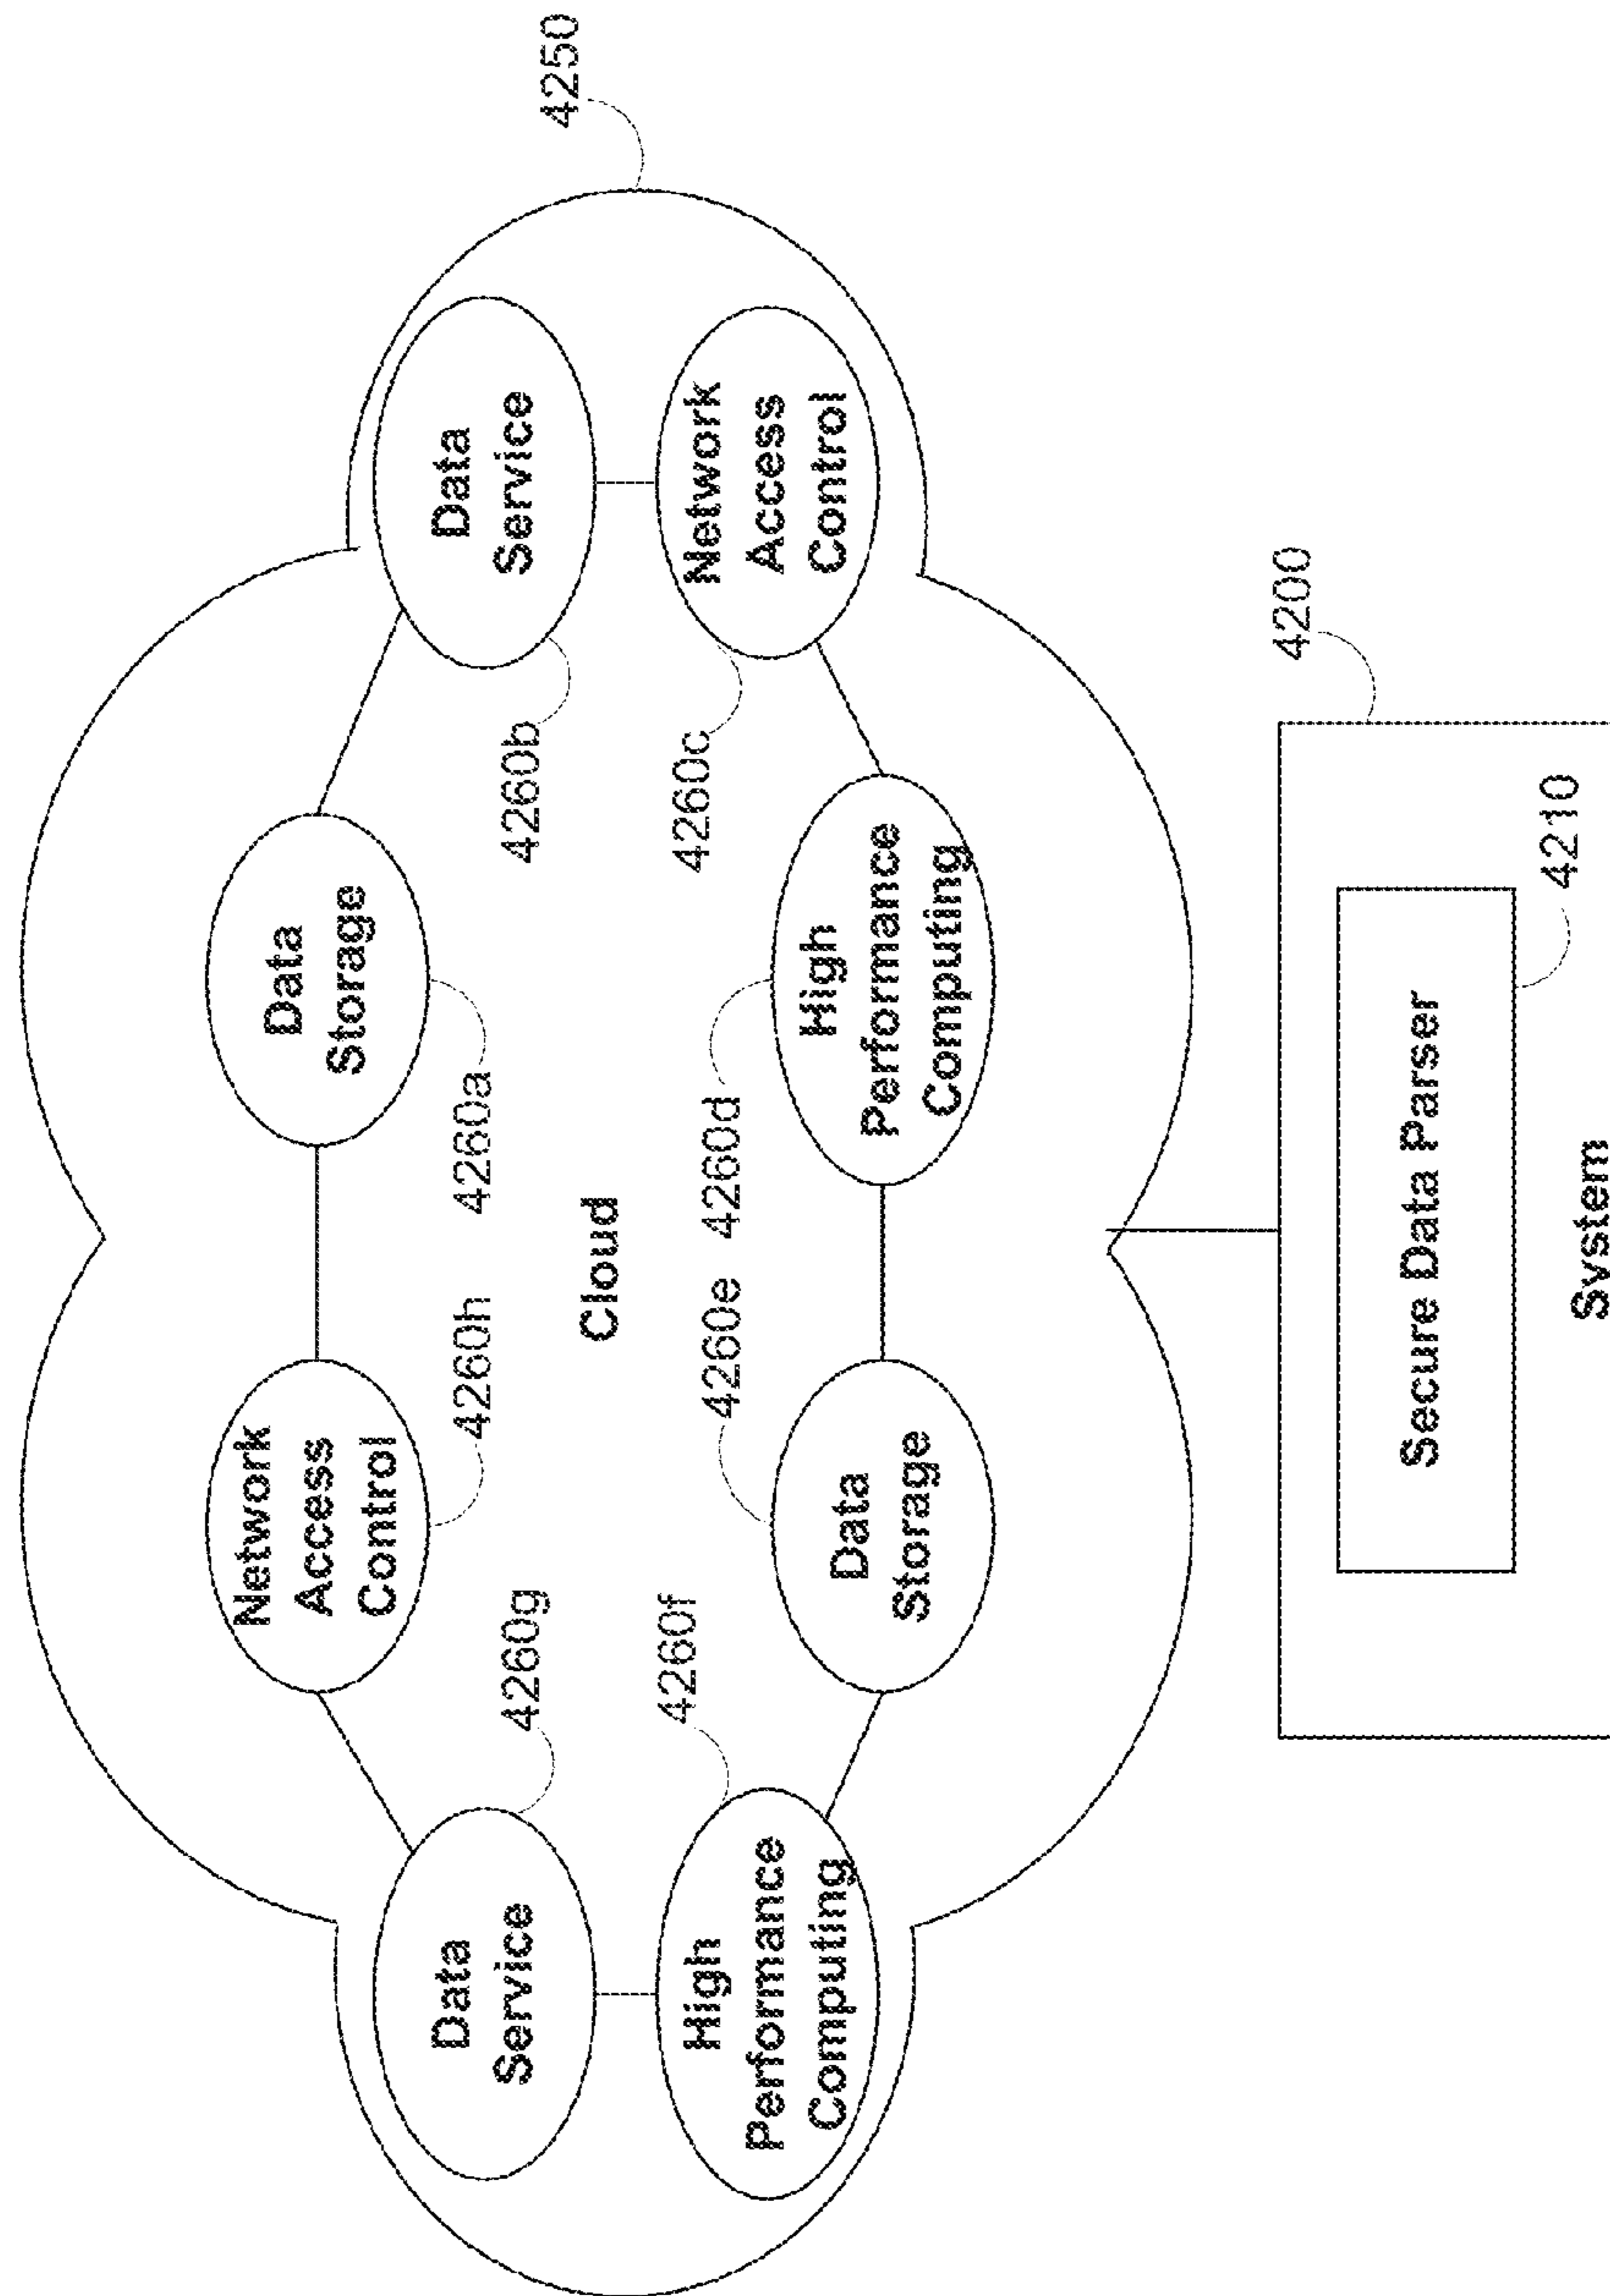 4250
Network
Access
Control
Data
Storage
4260h
4260a
Data
Service
4260g
Data
Service
4260b
Cloud
High
Performance
Computing
4260f
4260e
4260d
4260c
Network
Access
Control
Data
Storage
High
Performance
Computing
4200
Secure Data Parser
4210
System